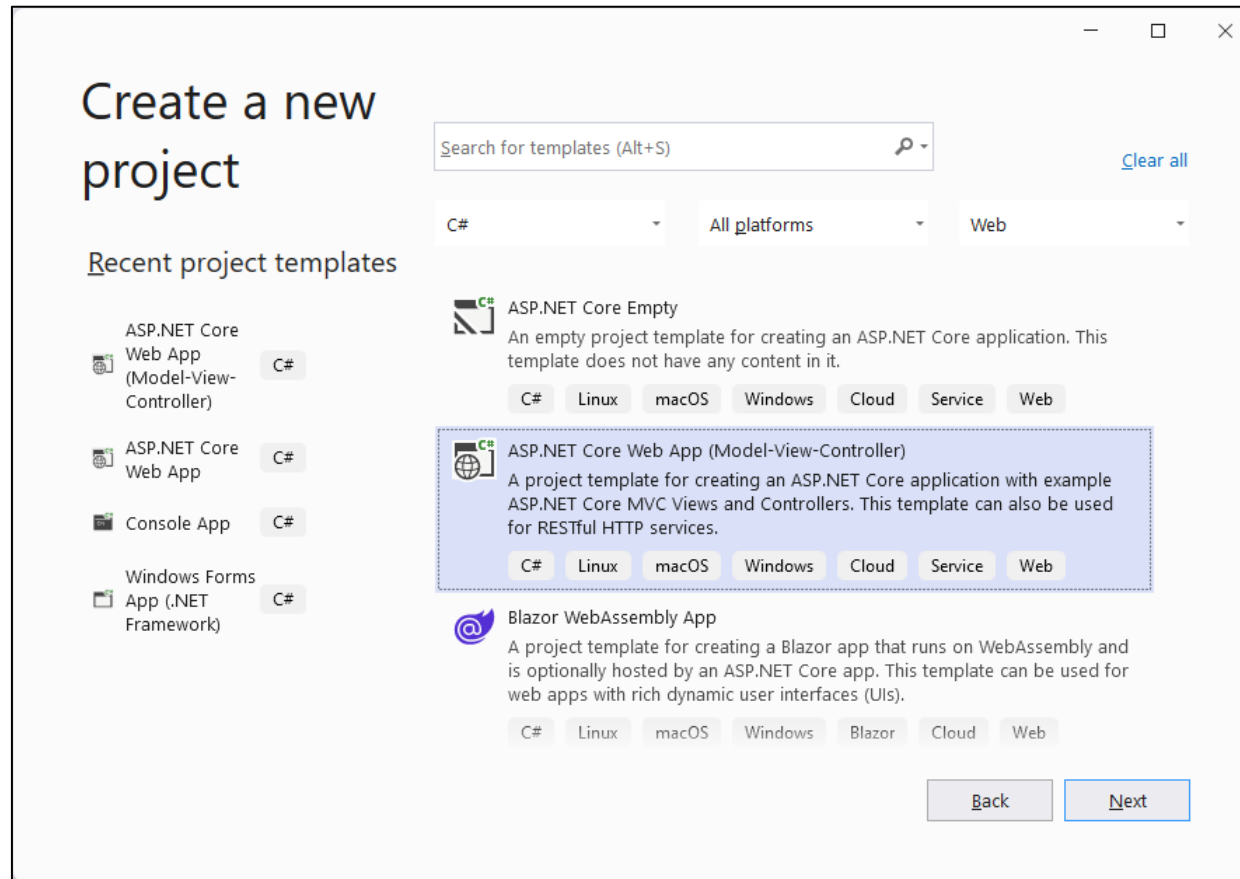 Create a new
project
Search for templates (Alt+S)
Clear all
C#
All platforms
Web
Recent project templates
ASP.NET Core
Web App
(Model-View-
Controller)
C#
ASP.NET Core
Web App
C#
Console App
C#
Windows Forms
App (.NET
Framework)
C#
C#
ASP.NET Core Empty
An empty project template for creating an ASP.NET Core application. This
template does not have any content in it.
C# Linux macOS Windows Cloud Service Web
C#
ASP.NET Core Web App (Model-View-Controller)
A project template for creating an ASP.NET Core application with example
ASP.NET Core MVC Views and Controllers. This template can also be used
for RESTful HTTP services.
C# Linux macOS Windows Cloud Service Web
@
Blazor WebAssembly App
A project template for creating a Blazor app that runs on WebAssembly and
is optionally hosted by an ASP.NET Core app. This template can be used for
web apps with rich dynamic user interfaces (UIs).
C# Linux macOS Windows Blazor Cloud Web
Back
Next